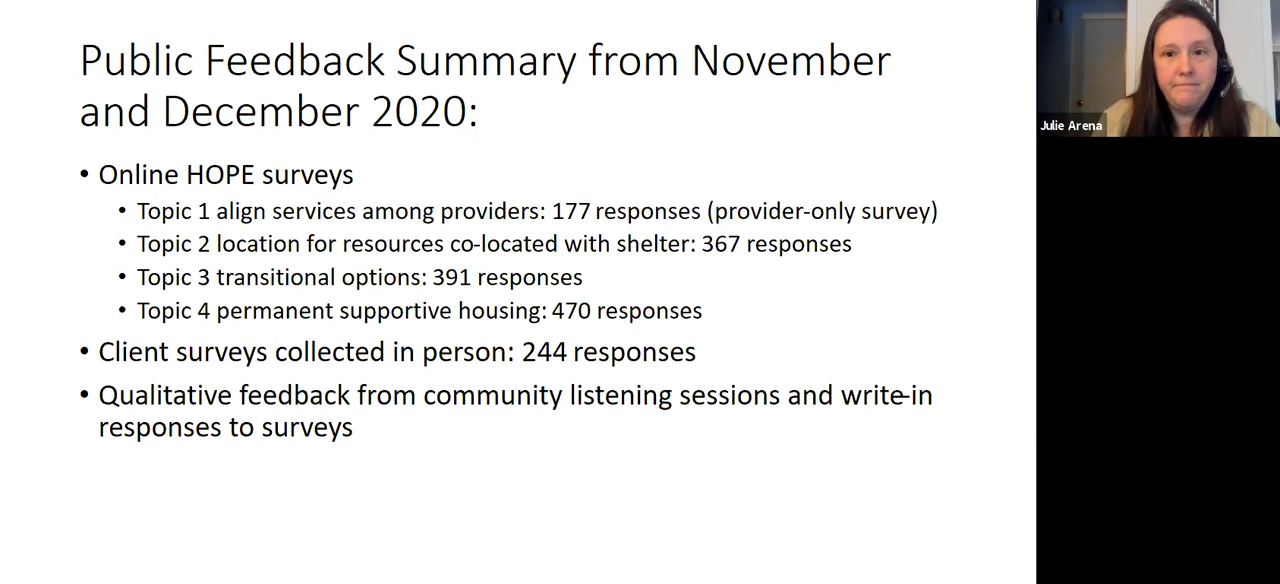 Public Feedback Summary from November
and December 2020:
• Online HOPE surveys
• Topic 1 align services among providers: 177 responses (provider-only survey)
• Topic 2 location for resources co-located with shelter: 367 responses
• Topic 3 transitional options: 391 responses
• Topic 4 permanent supportive housing: 470 responses
• Client surveys collected in person: 244 responses
• Qualitative feedback from community listening sessions and write-in
responses to surveys
Julie Arena